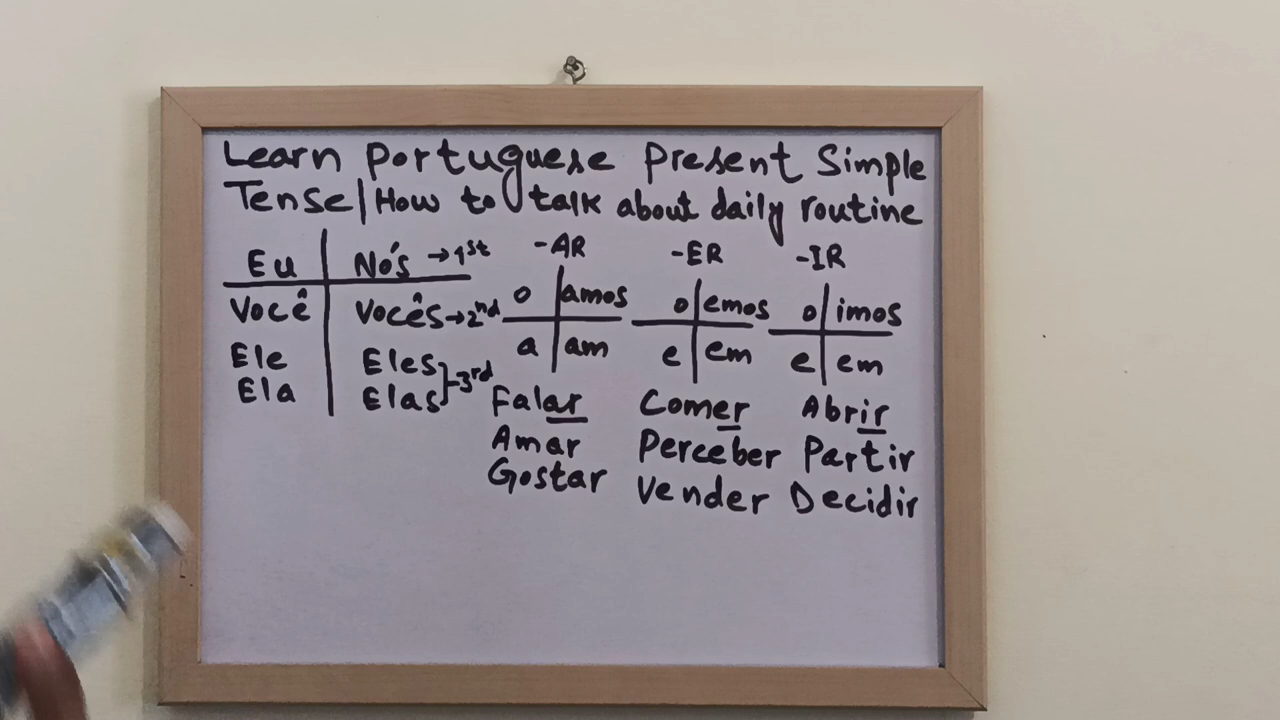 Learn Portuguese Present Simple
Tense | How to talk about daily routine
Eu Nós → 1st
Você Vocês → 2nd
Ele Eles
Ela Elas - 3rd
-AR
o amos
a am
Falar
Amar
Gostar
-ER
o emos
e em
Comer
Perceber
Vender
-IR
o imos
e em
Abrir
Partir
Decidir